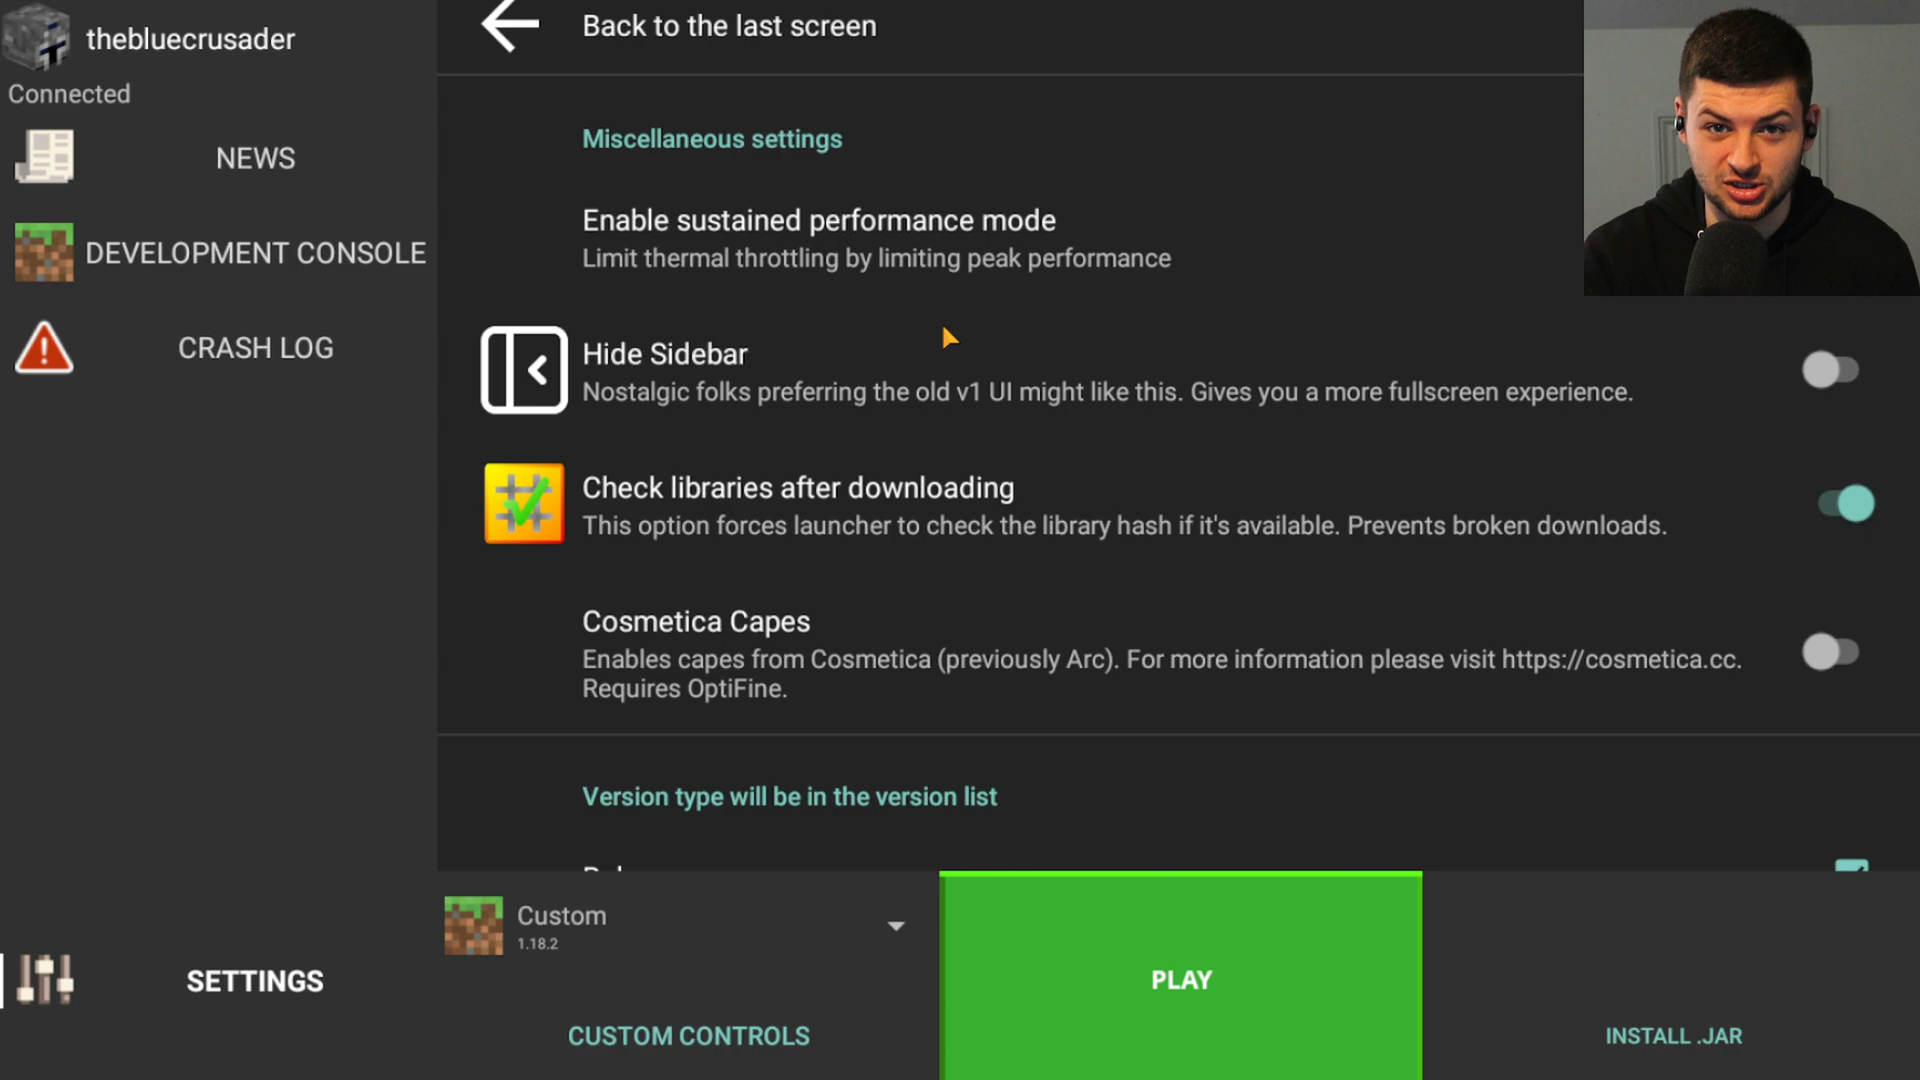 thebluecrusader
Connected
NEWS
DEVELOPMENT CONSOLE
CRASH LOG
SETTINGS
Back to the last screen
Miscellaneous settings
Enable sustained performance mode
Limit thermal throttling by limiting peak performance
Hide Sidebar
Nostalgic folks preferring the old v1 UI might like this. Gives you a more fullscreen experience.
Check libraries after downloading
This option forces launcher to check the library hash if it's available. Prevents broken downloads.
Cosmetica Capes
Enables capes from Cosmetica (previously Arc). For more information please visit https://cosmetica.cc.
Requires OptiFine.
Version type will be in the version list
Custom
1.18.2
CUSTOM CONTROLS
PLAY
INSTALL .JAR